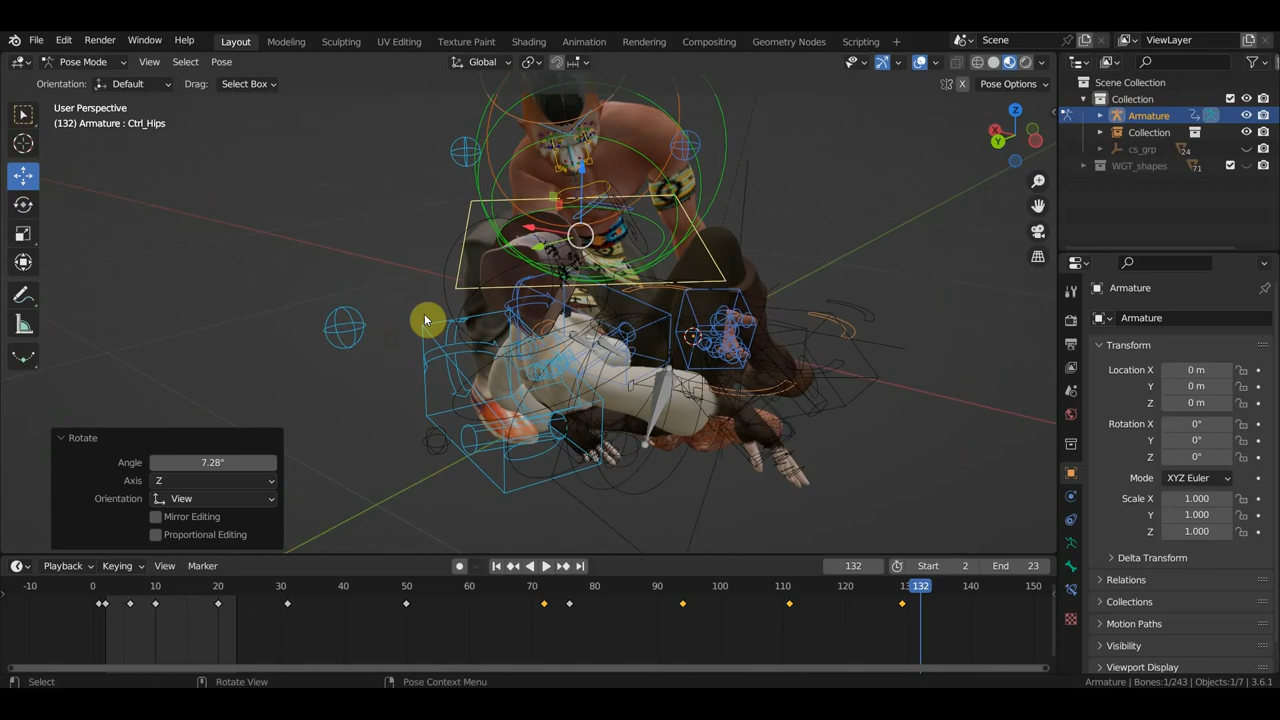 File Edit Render Window Help Layout Modeling Sculpting UV Editing Texture Paint Shading Animation Rendering Compositing Geometry Nodes Scripting + Scene ViewLayer
Pose Mode View Select Pose Global
Orientation: Default Drag: Select Box X Pose Options
User Perspective
(132) Armature : Ctrl_Hips
Z
X
Y
Rotate
Angle 7.28°
Axis Z
Orientation View
Mirror Editing
Proportional Editing
Scene Collection
Collection
Armature
Collection
cs_grp 24
WGT_shapes 71
Armature
Armature
Transform
Location X 0 m
Y 0 m
Z 0 m
Rotation X 0°
Y 0°
Z 0°
Mode XYZ Euler
Scale X 1.000
Y 1.000
Z 1.000
Delta Transform
Relations
Collections
Motion Paths
Visibility
Viewport Display
Playback Keying View Marker 132 Start 2 End 23
-10 0 10 20 30 40 50 60 70 80 90 100 110 120 132 140 150
Select Rotate View Pose Context Menu Armature | Bones:1/243 | Objects:1/7 | 3.6.1